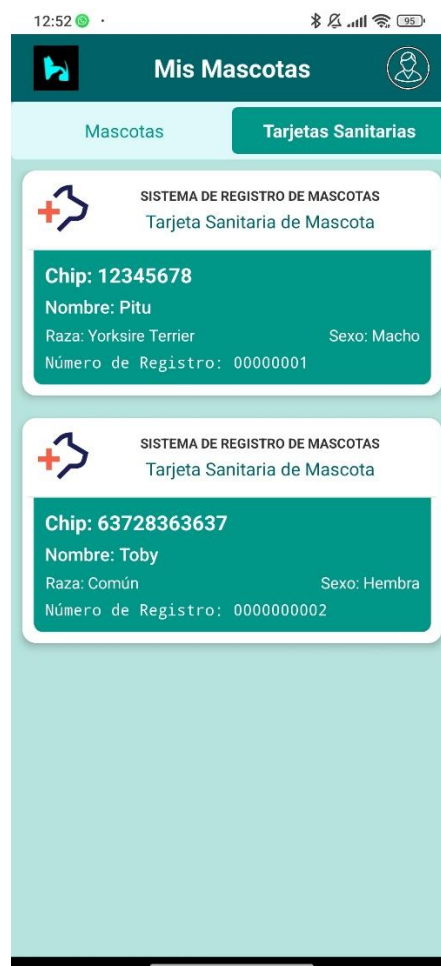 12:52
95
Mis Mascotas
Mascotas
Tarjetas Sanitarias
SISTEMA DE REGISTRO DE MASCOTAS
Tarjeta Sanitaria de Mascota
Chip: 12345678
Nombre: Pitu
Raza: Yorksire Terrier Sexo: Macho
Número de Registro: 00000001
SISTEMA DE REGISTRO DE MASCOTAS
Tarjeta Sanitaria de Mascota
Chip: 63728363637
Nombre: Toby
Raza: Común Sexo: Hembra
Número de Registro: 0000000002